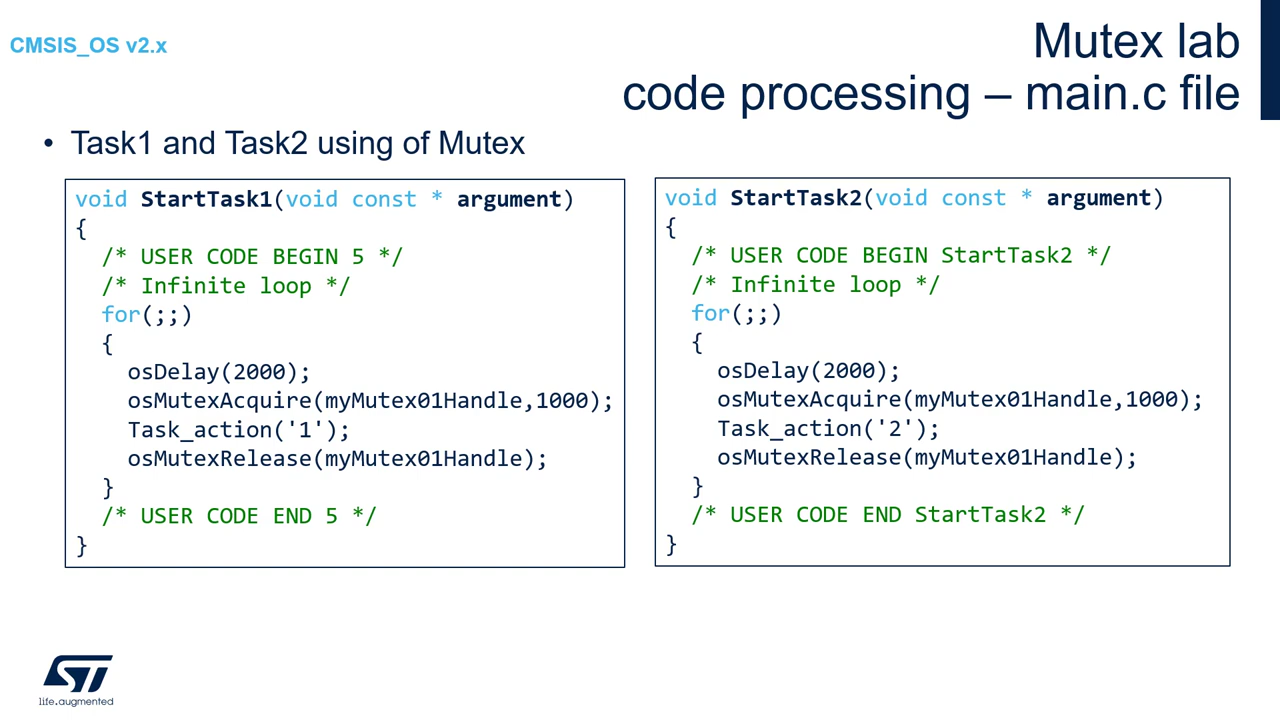 CMSIS_OS v2.x
Mutex lab
code processing – main.c file
• Task1 and Task2 using of Mutex
void StartTask1(void const * argument)
{
/* USER CODE BEGIN 5 */
/* Infinite loop */
for(;;)
{
osDelay(2000);
osMutexAcquire(myMutex01Handle,1000);
Task_action('1');
osMutexRelease(myMutex01Handle);
}
/* USER CODE END 5 */
}
void StartTask2(void const * argument)
{
/* USER CODE BEGIN StartTask2 */
/* Infinite loop */
for(;;)
{
osDelay(2000);
osMutexAcquire(myMutex01Handle,1000);
Task_action('2');
osMutexRelease(myMutex01Handle);
}
/* USER CODE END StartTask2 */
}
ST
life.augmented